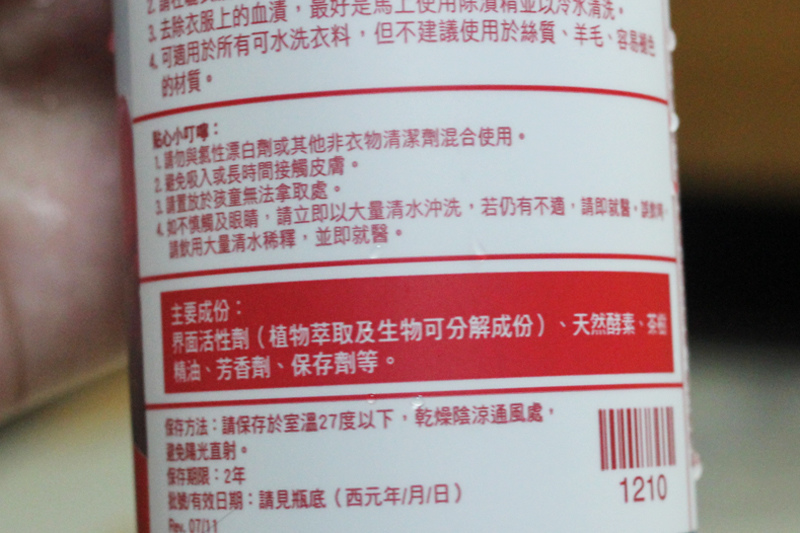 3. 去除衣服上的血漬，最好是馬上使用除漬精並以冷水清洗。
4. 可適用於所有可水洗衣料，但不建議使用於絲質、羊毛、容易褪色
的材質。
貼心小叮嚀：
1. 請勿與氯性漂白劑或其他非衣物清潔劑混合使用。
2. 避免吸入或長時間接觸皮膚。
3. 請置放於孩童無法拿取處。
4. 如不慎觸及眼睛，請立即以大量清水沖洗，若仍有不適，請即就醫。誤飲時，
請飲用大量清水稀釋，並即就醫。
主要成份：
界面活性劑（植物萃取及生物可分解成份）、天然酵素、茶樹
精油、芳香劑、保存劑等。
保存方法：請保存於室溫27度以下，乾燥陰涼通風處，
避免陽光直射。
保存期限：2年
批號/有效日期：請見瓶底（西元年/月/日）
Rev. 07/11
1210